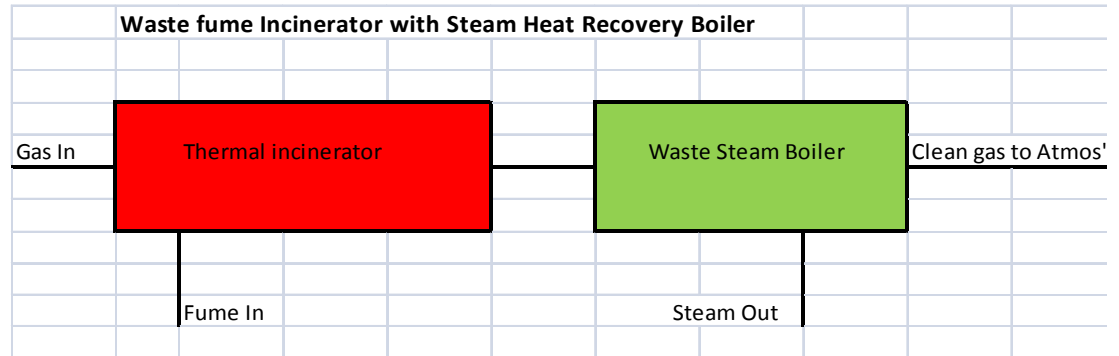 Waste fume Incinerator with Steam Heat Recovery Boiler
Gas In
Thermal incinerator
Waste Steam Boiler
Clean gas to Atmos'
Fume In
Steam Out